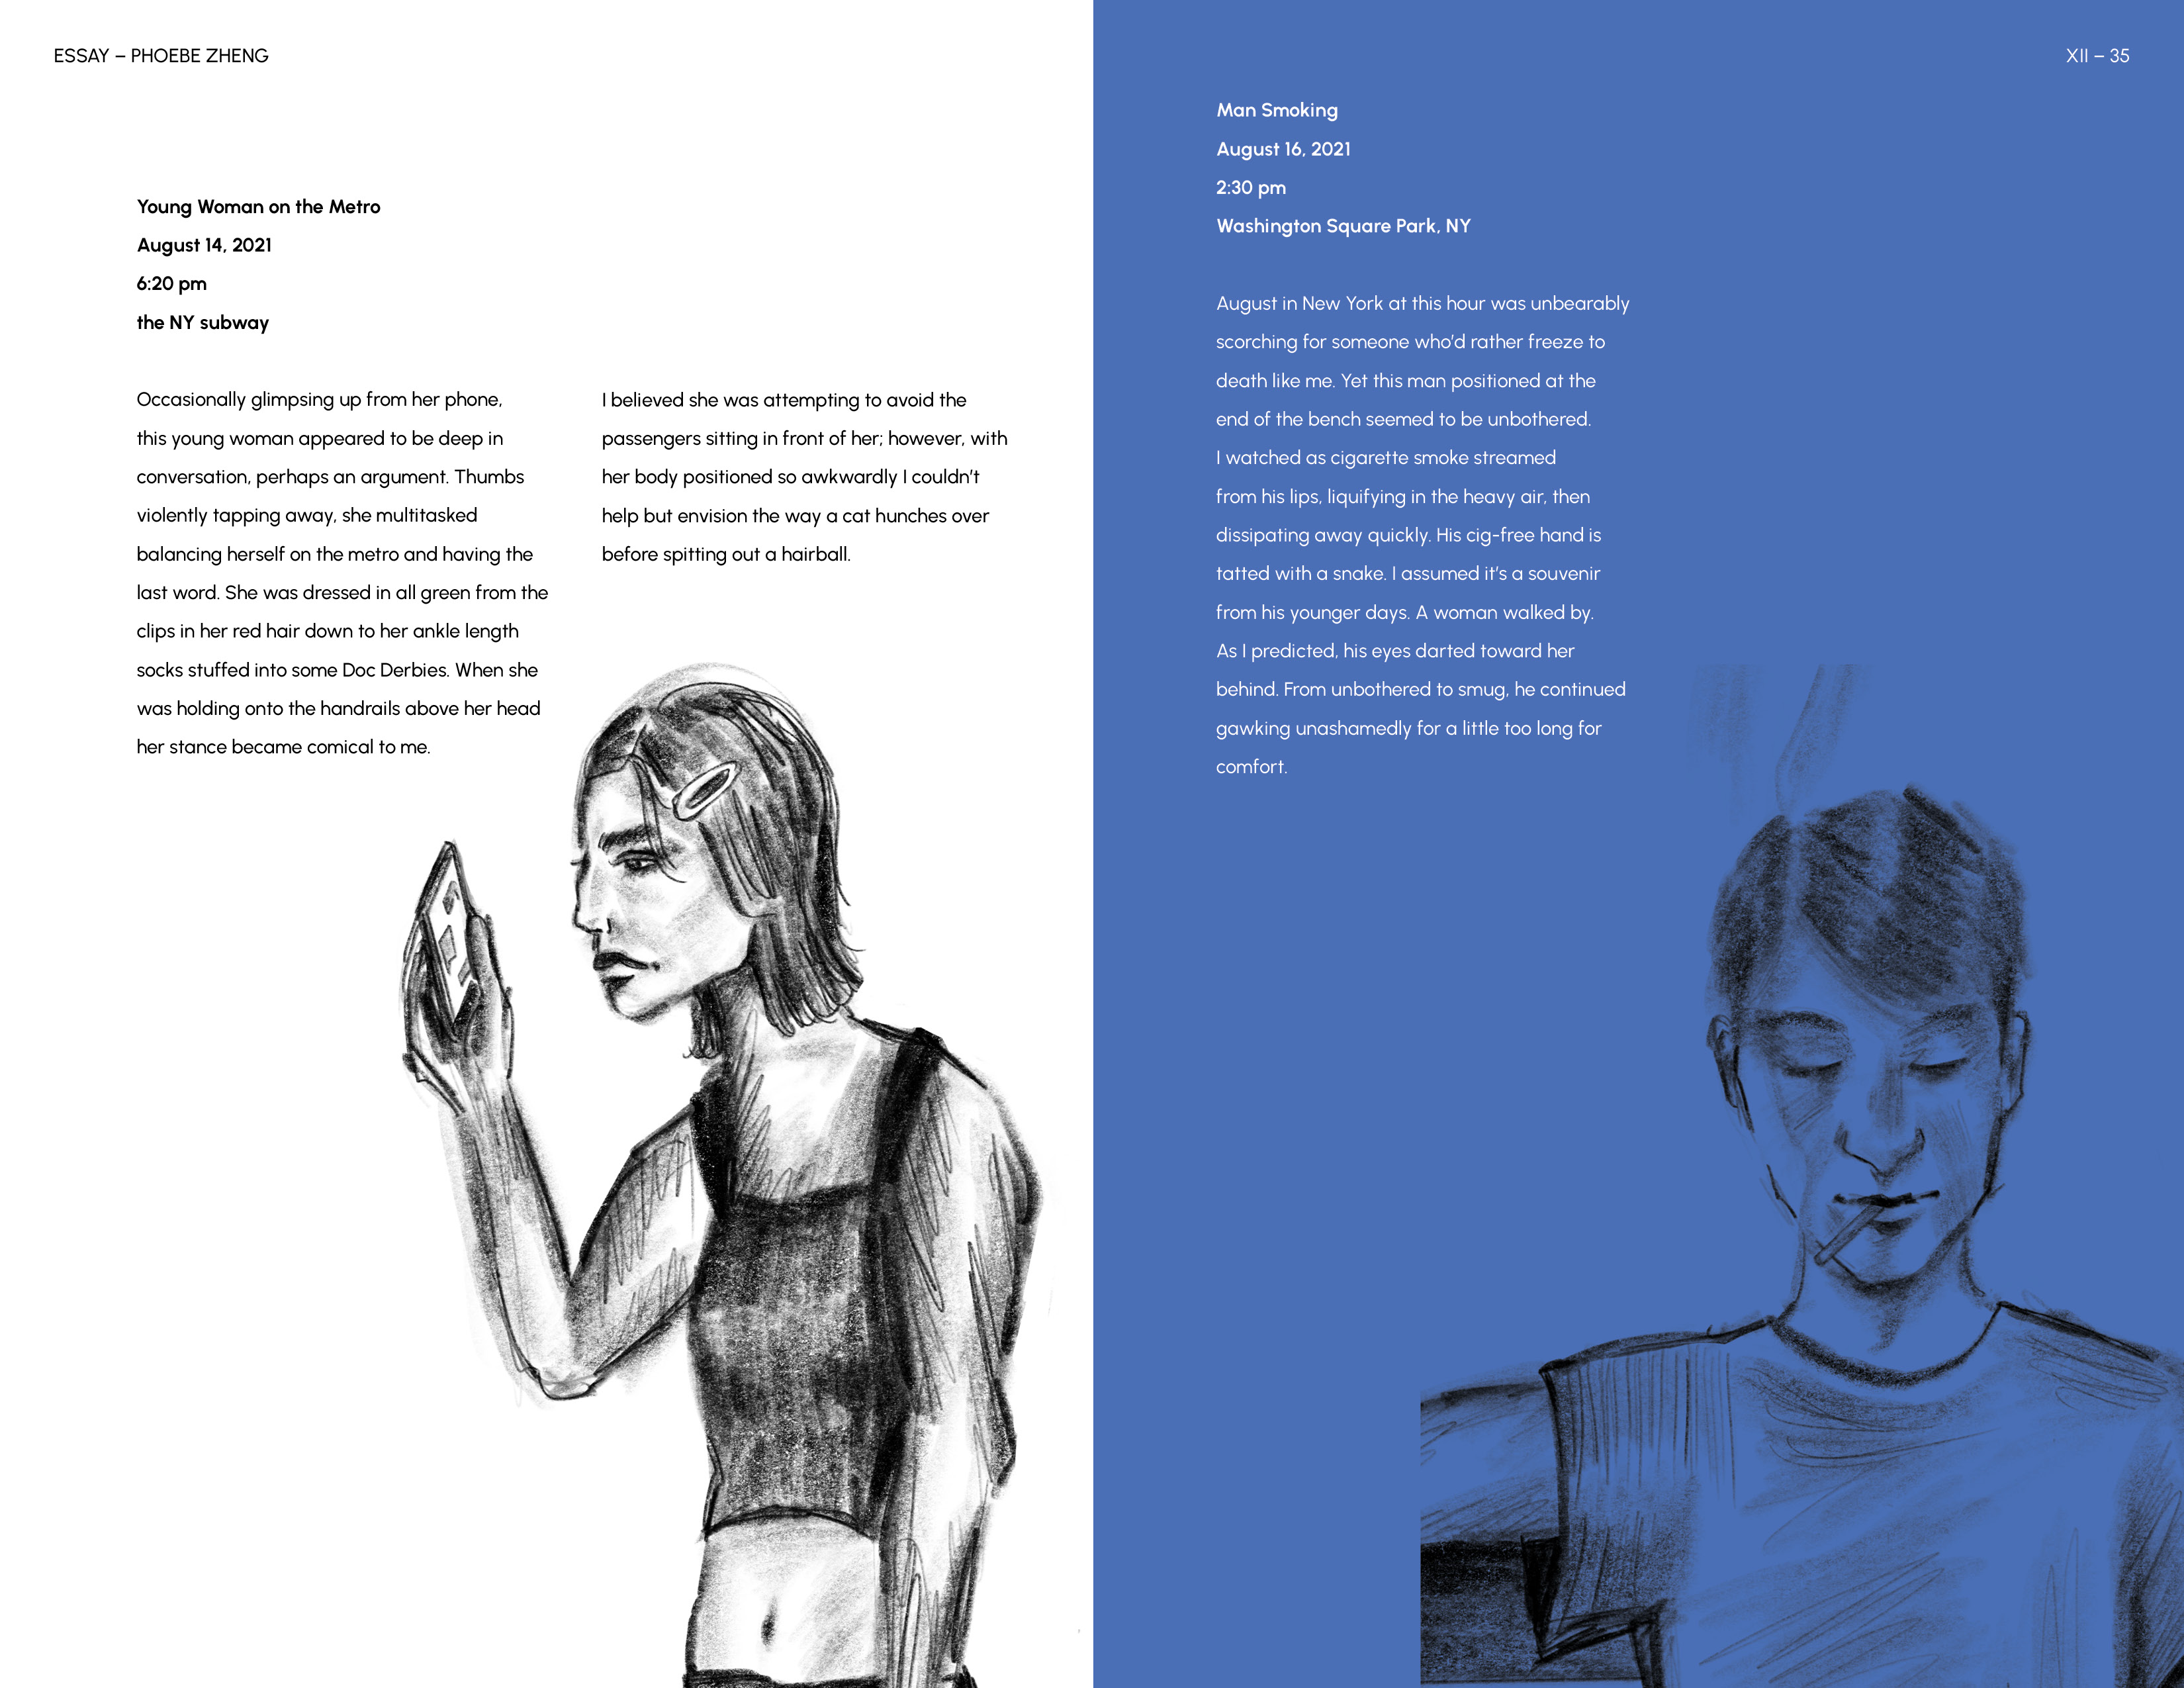 ESSAY – PHOEBE ZHENG
Young Woman on the Metro
August 14, 2021
6:20 pm
the NY subway
Occasionally glimpsing up from her phone,
this young woman appeared to be deep in
conversation, perhaps an argument. Thumbs
violently tapping away, she multitasked
balancing herself on the metro and having the
last word. She was dressed in all green from the
clips in her red hair down to her ankle length
socks stuffed into some Doc Derbies. When she
was holding onto the handrails above her head
her stance became comical to me.
I believed she was attempting to avoid the
passengers sitting in front of her; however, with
her body positioned so awkwardly I couldn’t
help but envision the way a cat hunches over
before spitting out a hairball.
XII – 35
Man Smoking
August 16, 2021
2:30 pm
Washington Square Park, NY
August in New York at this hour was unbearably
scorching for someone who’d rather freeze to
death like me. Yet this man positioned at the
end of the bench seemed to be unbothered.
I watched as cigarette smoke streamed
from his lips, liquifying in the heavy air, then
dissipating away quickly. His cig-free hand is
tatted with a snake. I assumed it’s a souvenir
from his younger days. A woman walked by.
As I predicted, his eyes darted toward her
behind. From unbothered to smug, he continued
gawking unashamedly for a little too long for
comfort.